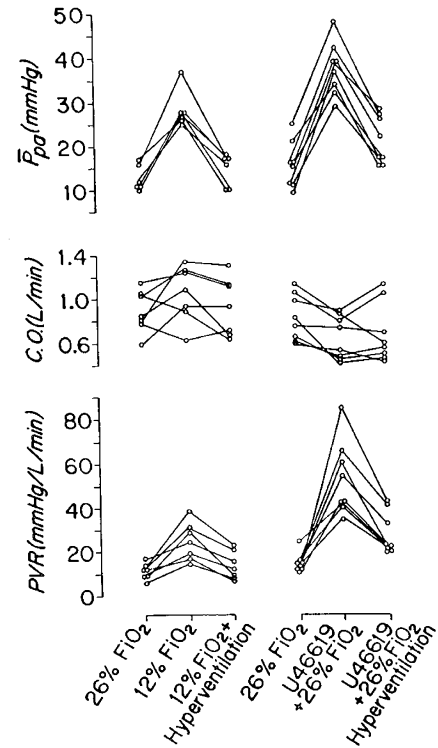 50
40
30
20
10
P̅pa (mmHg)
1.4
1.0
0.6
C.O.(L/min)
80
60
40
20
0
PVR(mmHg/L/min)
26% FiO2
12% FiO2
12% FiO2+
Hyperventilation
26% FiO2
U46619
+26% FiO2
U46619
+26% FiO2
Hyperventilation